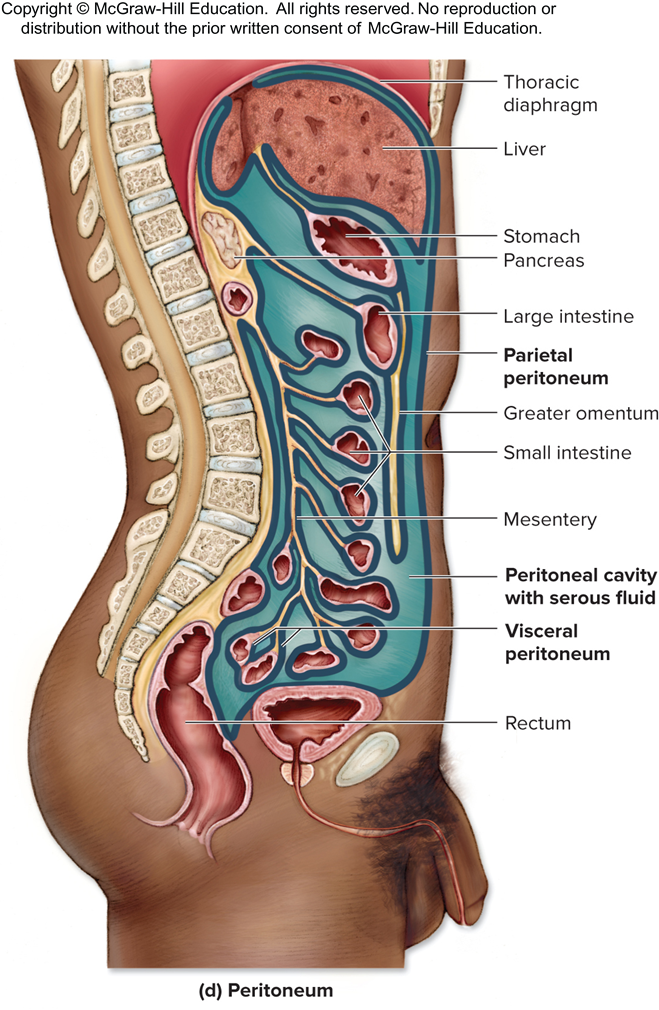 Copyright © McGraw-Hill Education. All rights reserved. No reproduction or
distribution without the prior written consent of McGraw-Hill Education.
Thoracic
diaphragm
Liver
Stomach
Pancreas
Large intestine
Parietal
peritoneum
Greater omentum
Small intestine
Mesentery
Peritoneal cavity
with serous fluid
Visceral
peritoneum
Rectum
(d) Peritoneum